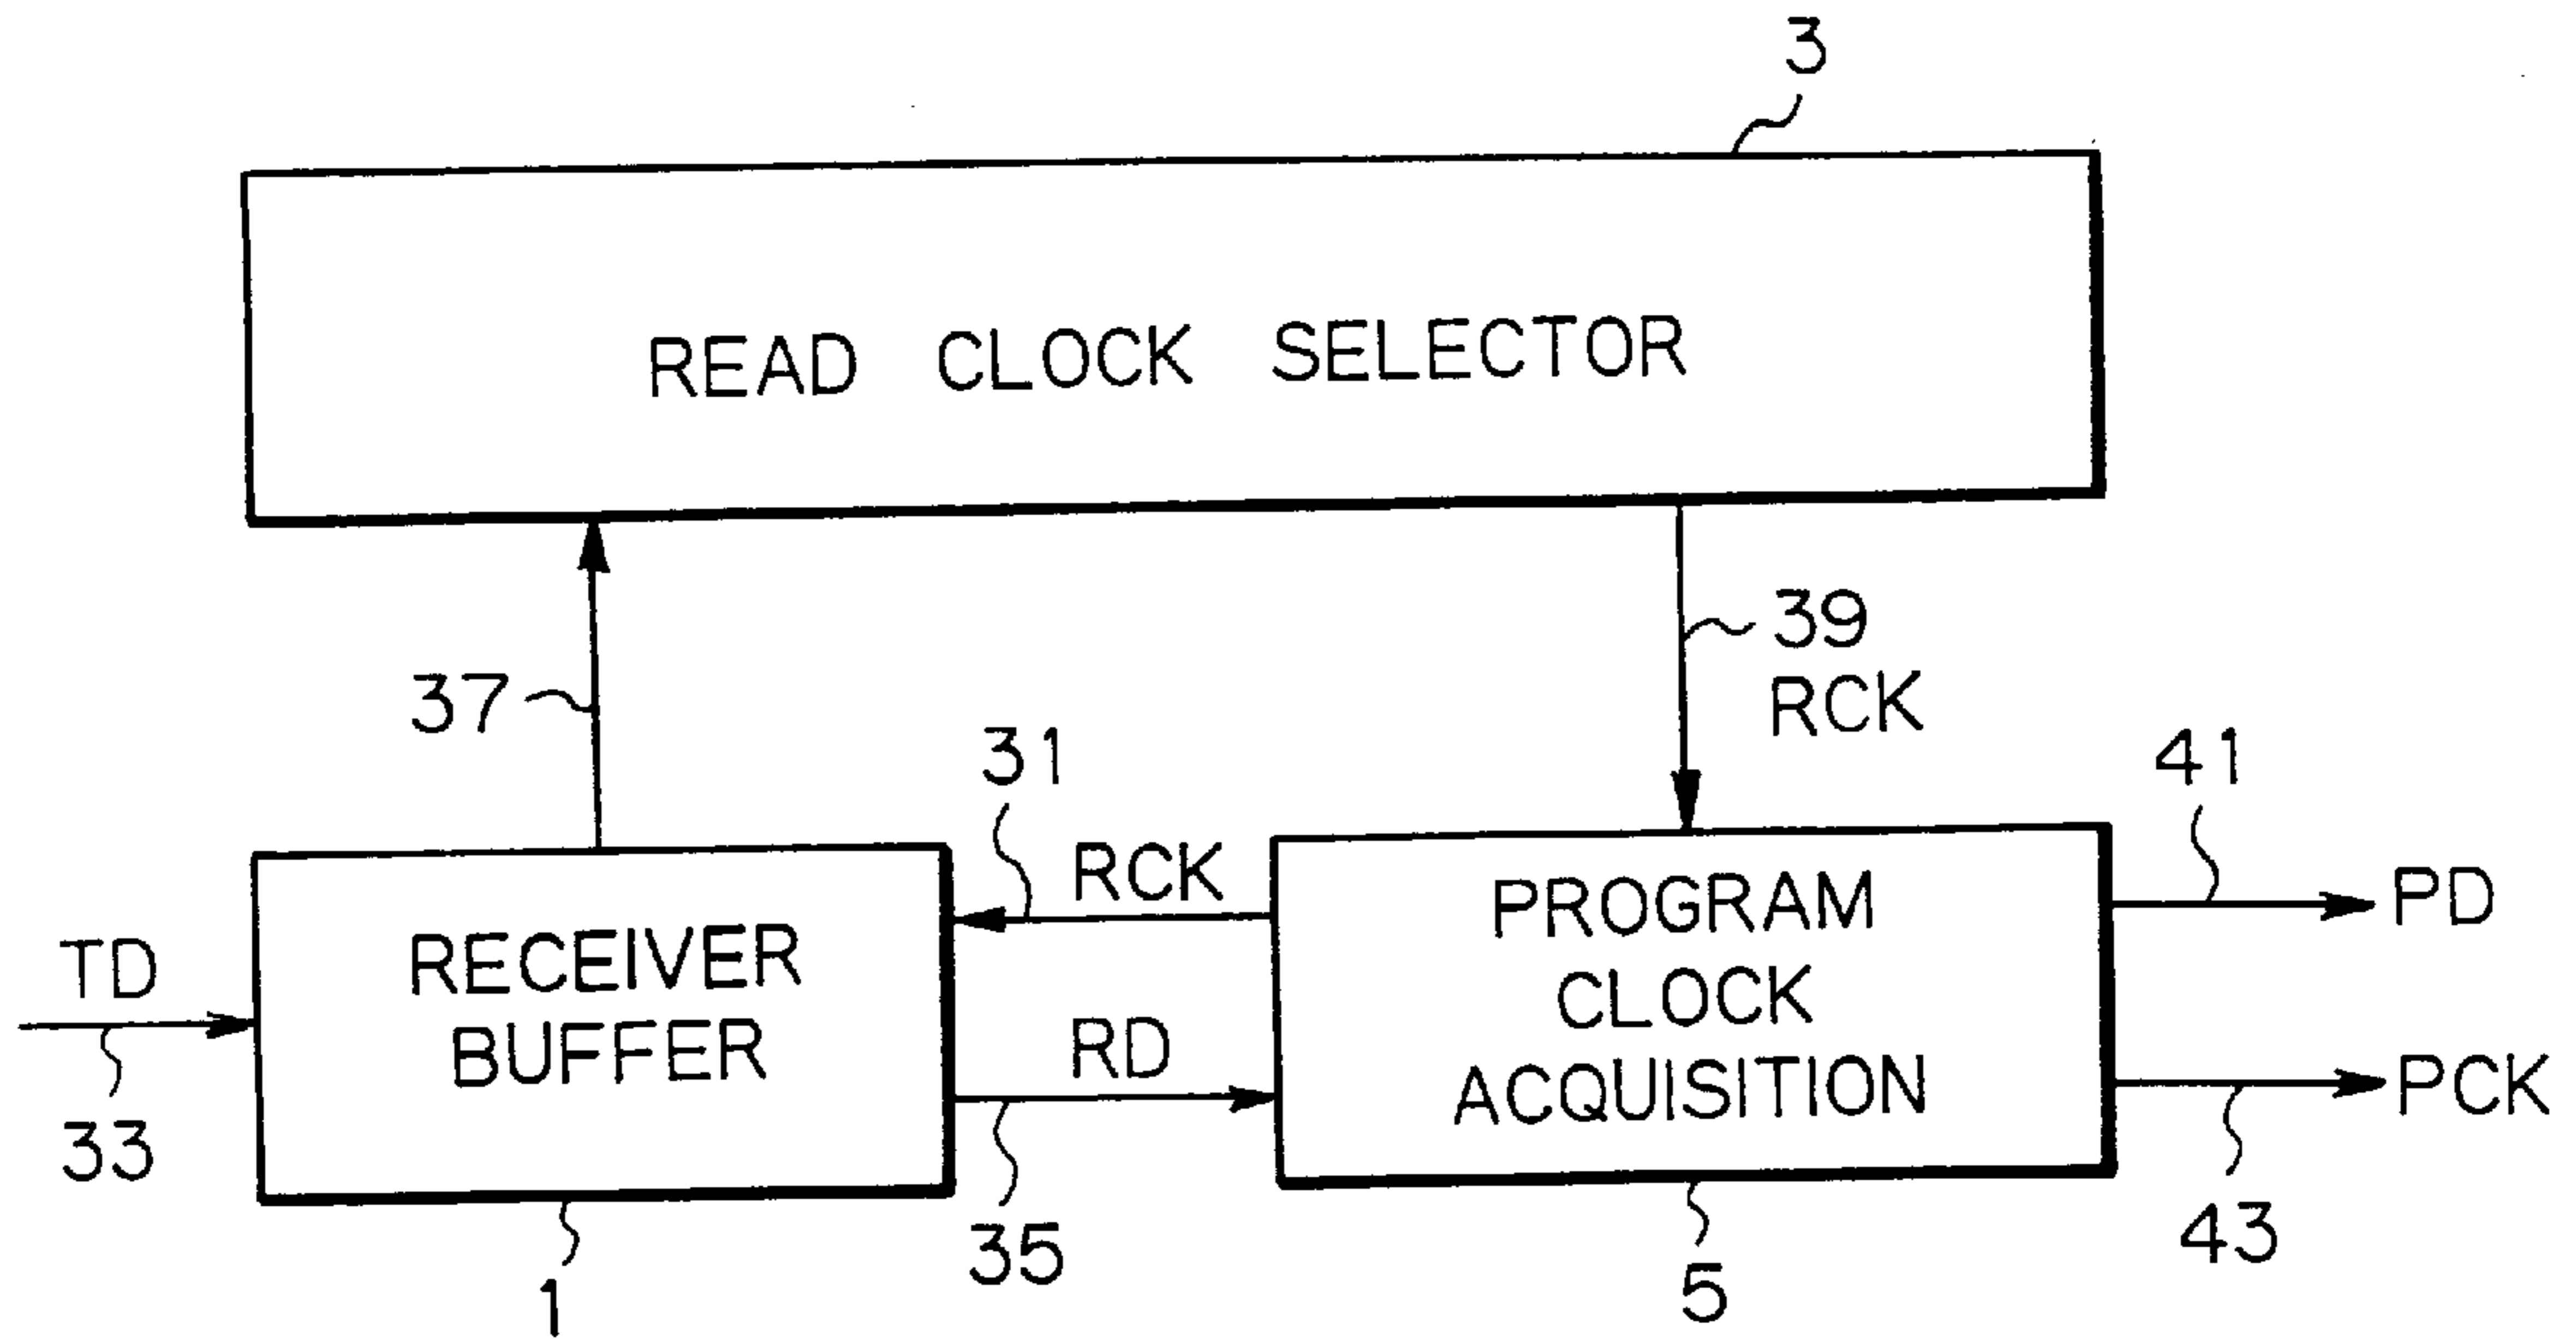 3
READ CLOCK SELECTOR
39
RCK
37
31
RCK
41
PD
PROGRAM
CLOCK
ACQUISITION
TD
33
RECEIVER
BUFFER
RD
35
PCK
43
1
5